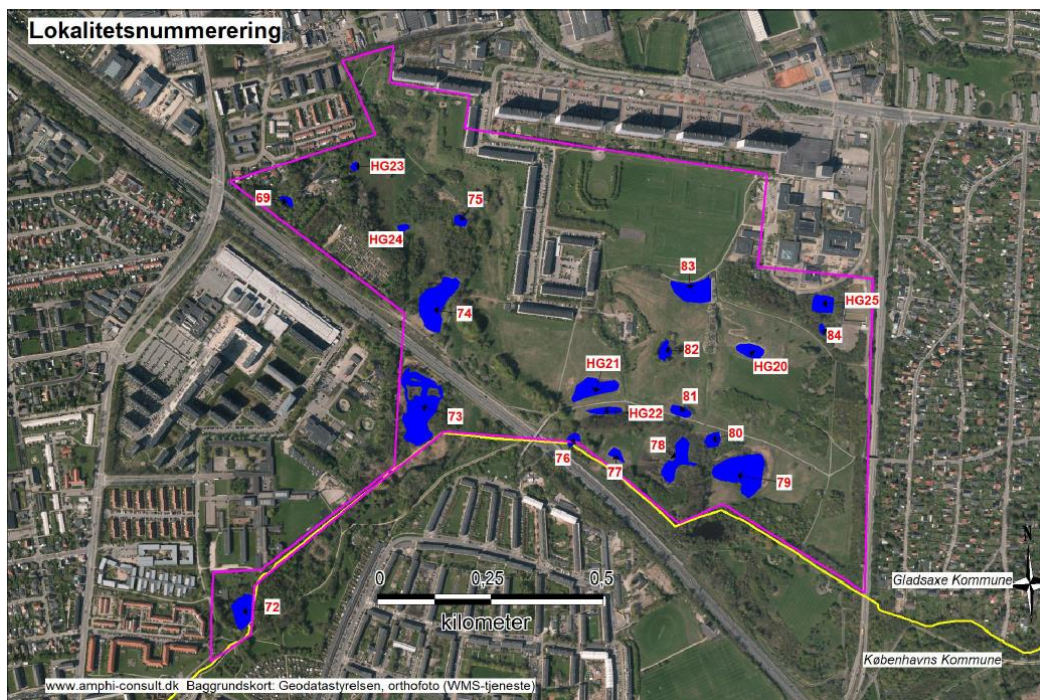 Lokalitetsnummerering
HG23
69
75
HG24
83
HG25
74
84
82
HG20
HG21
81
HG22
73
80
78
76
77
79
N
0
0,25
0,5
kilometer
Gladsaxe Kommune
72
Københavns Kommune
www.amphi-consult.dk Baggrundskort: Geodatastyrelsen, orthofoto (WMS-tjeneste)